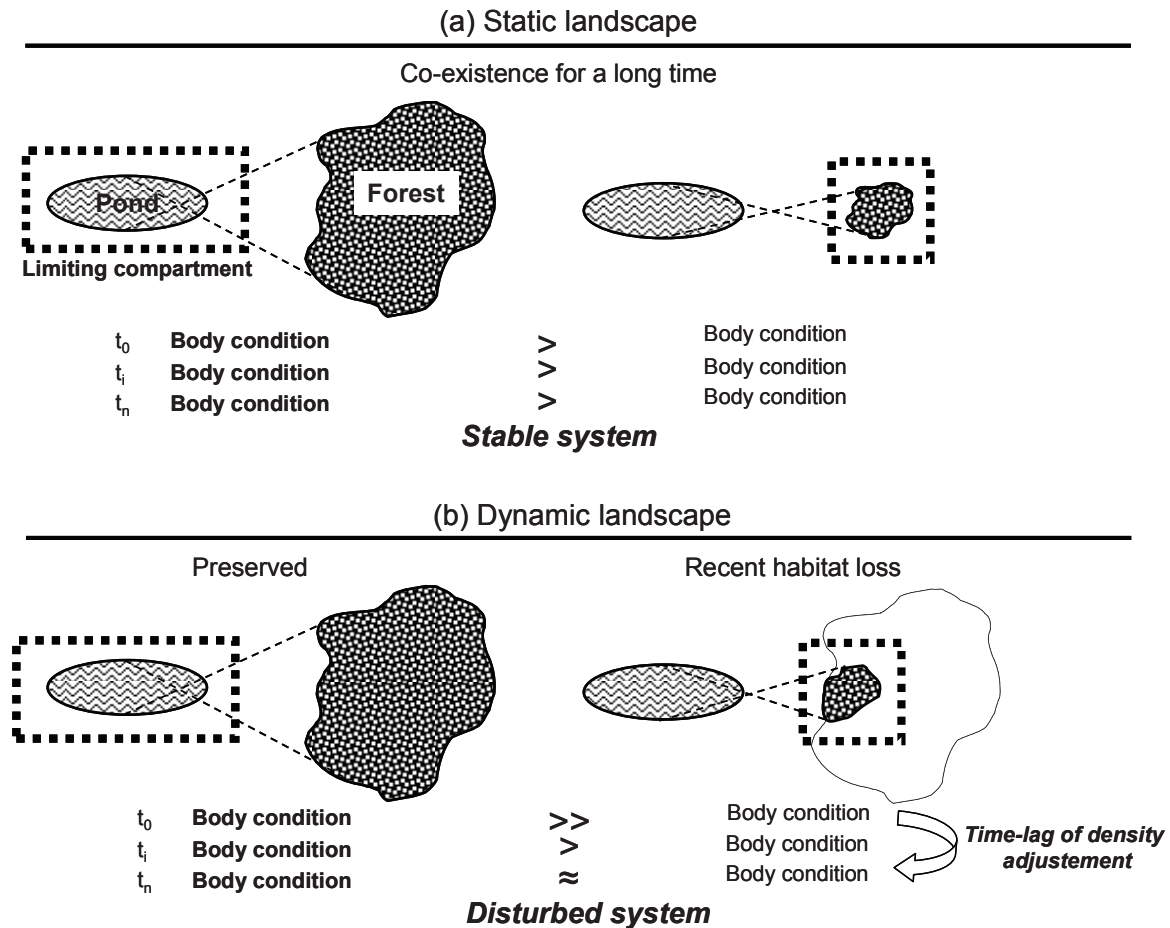 (a) Static landscape
Co-existence for a long time
Pond
Forest
Limiting compartment
t0 Body condition > Body condition
ti Body condition > Body condition
tn Body condition > Body condition
Stable system
(b) Dynamic landscape
Preserved Recent habitat loss
t0 Body condition >> Body condition
ti Body condition > Body condition
tn Body condition ≈ Body condition
Time-lag of density
adjustement
Disturbed system